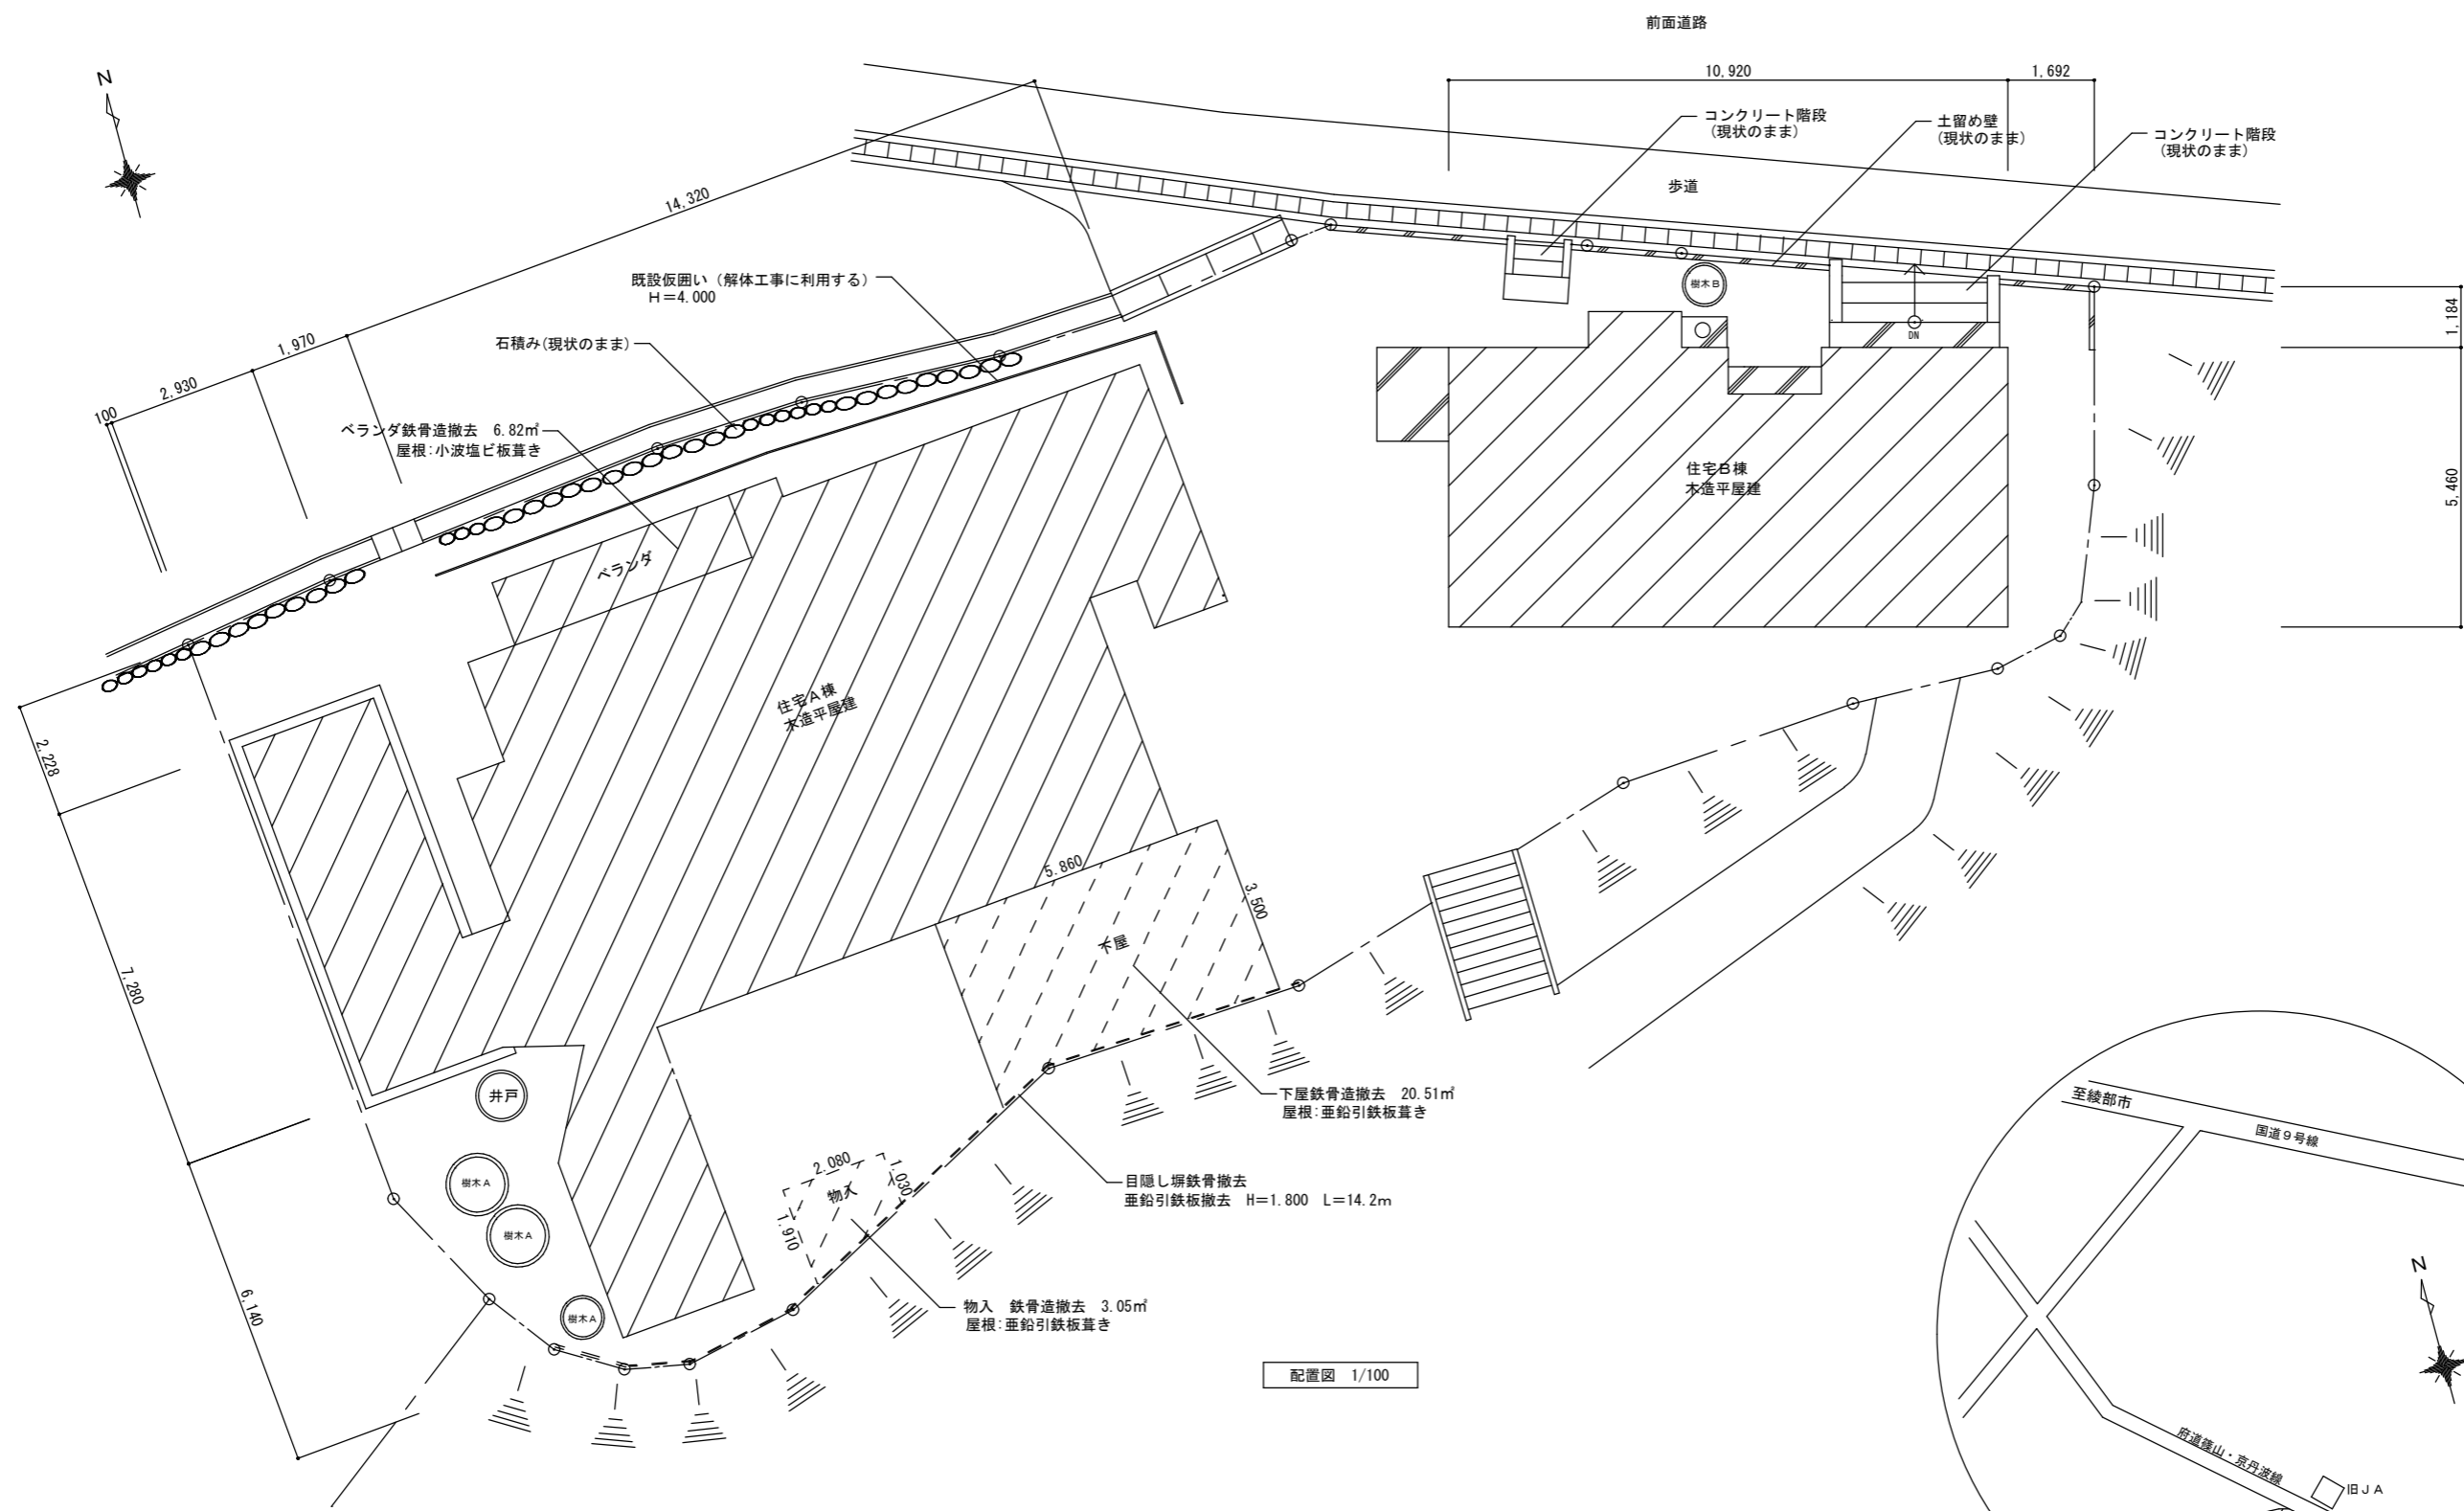 前面道路
N
10,920
1,692
コンクリート階段
(現状のまま)
土留め壁
(現状のまま)
コンクリート階段
(現状のまま)
歩道
14,320
1,970
2,930
100
既設仮囲い（解体工事に利用する）
H＝4.000
石積み(現状のまま)
ベランダ鉄骨造撤去 6.82㎡
屋根:小波塩ビ板葺き
ベランダ
樹木B
DN
1,184
5,460
住宅B棟
木造平屋建
住宅A棟
木造平屋建
2,228
7,280
6,140
5.860
3.500
下屋
井戸
樹木A
樹木A
樹木A
2.080
1.030
1.910
物入
下屋鉄骨造撤去 20.51㎡
屋根:亜鉛引鉄板葺き
目隠し塀鉄骨撤去
亜鉛引鉄板撤去 H＝1.800 L＝14.2m
物入 鉄骨造撤去 3.05㎡
屋根:亜鉛引鉄板葺き
配置図 1/100
至綾部市
国道9号線
N
府道篠山・京丹波線
旧JA